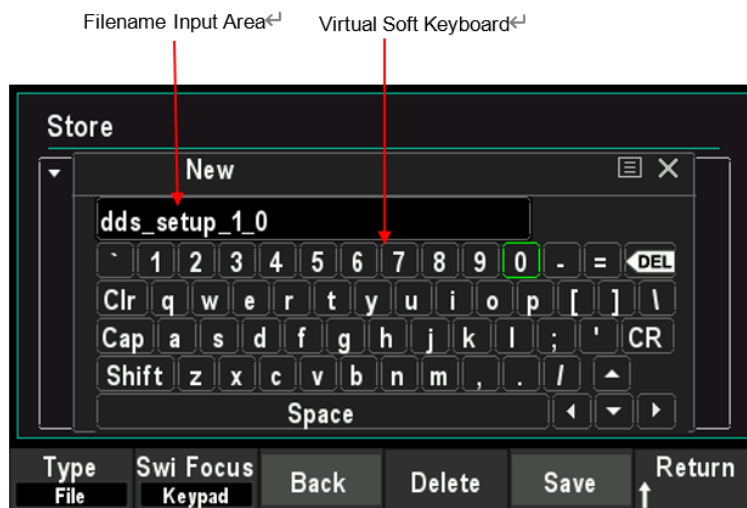 Filename Input Area↵ Virtual Soft Keyboard↵
Store
New
dds_setup_1_0
` 1 2 3 4 5 6 7 8 9 0 - = DEL
Clr q w e r t y u i o p [ ] \
Cap a s d f g h j k l ; ' CR
Shift z x c v b n m , . /
Space
Type Swi Focus Back Delete Save Return
File Keypad